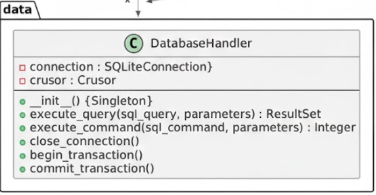 data
C DatabaseHandler
connection : SQLiteConnection}
crusor : Crusor
__init__() {Singleton}
execute_query(sql_query, parameters) : ResultSet
execute_command(sql_command, parameters) : Integer
close_connection()
begin_transaction()
commit_transaction()